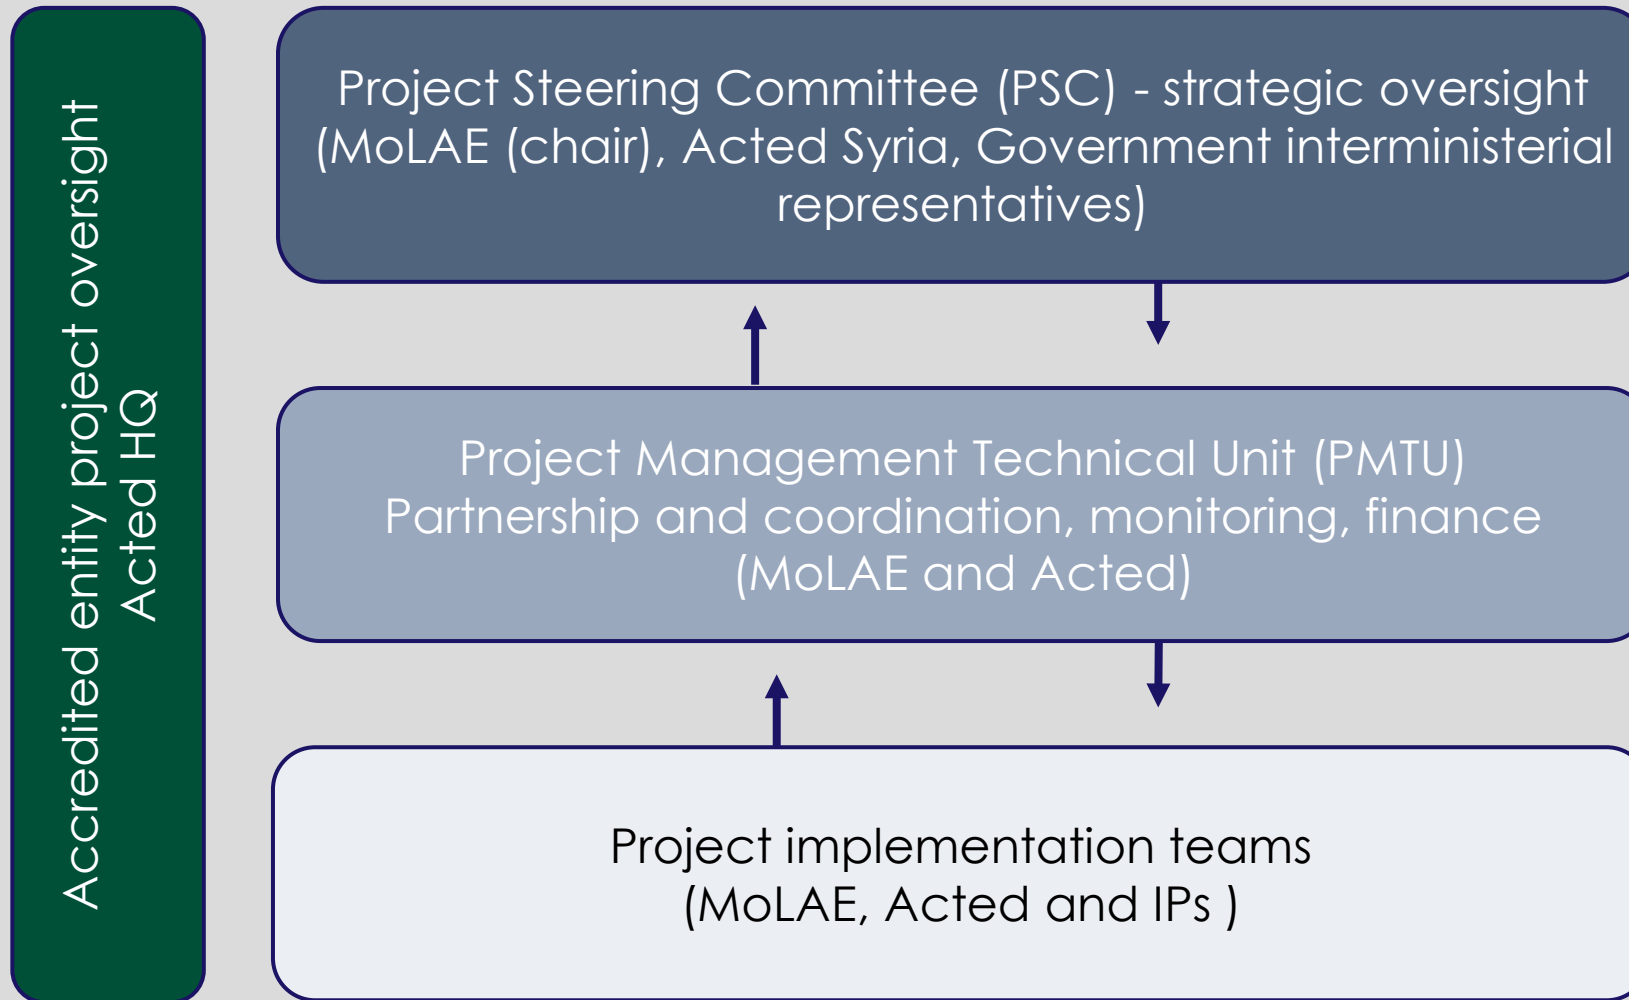 Accredited entity project oversight
Acted HQ
Project Steering Committee (PSC) - strategic oversight
(MoLAE (chair), Acted Syria, Government interministerial
representatives)
Project Management Technical Unit (PMTU)
Partnership and coordination, monitoring, finance
(MoLAE and Acted)
Project implementation teams
(MoLAE, Acted and IPs )